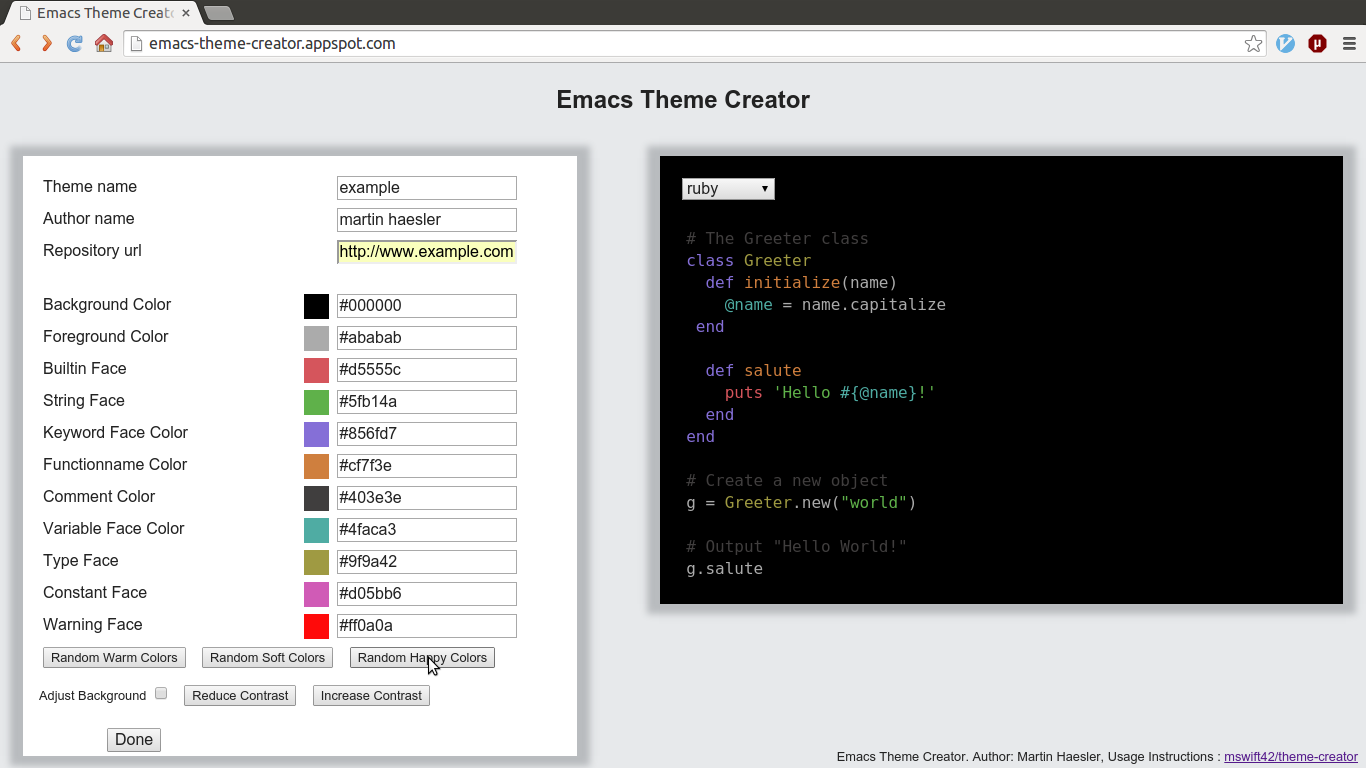 Emacs Theme Creato
emacs-theme-creator.appspot.com
Emacs Theme Creator
Theme name example
Author name martin haesler
Repository url http://www.example.com
Background Color #000000
Foreground Color #ababab
Builtin Face #d5555c
String Face #5fb14a
Keyword Face Color #856fd7
Functionname Color #cf7f3e
Comment Color #403e3e
Variable Face Color #4faca3
Type Face #9f9a42
Constant Face #d05bb6
Warning Face #ff0a0a
Random Warm Colors Random Soft Colors Random Happy Colors
Adjust Background Reduce Contrast Increase Contrast
Done
ruby
# The Greeter class
class Greeter
  def initialize(name)
    @name = name.capitalize
 end
  def salute
    puts 'Hello #{@name}!'
  end
end
# Create a new object
g = Greeter.new("world")
# Output "Hello World!"
g.salute
Emacs Theme Creator. Author: Martin Haesler, Usage Instructions : mswift42/theme-creator